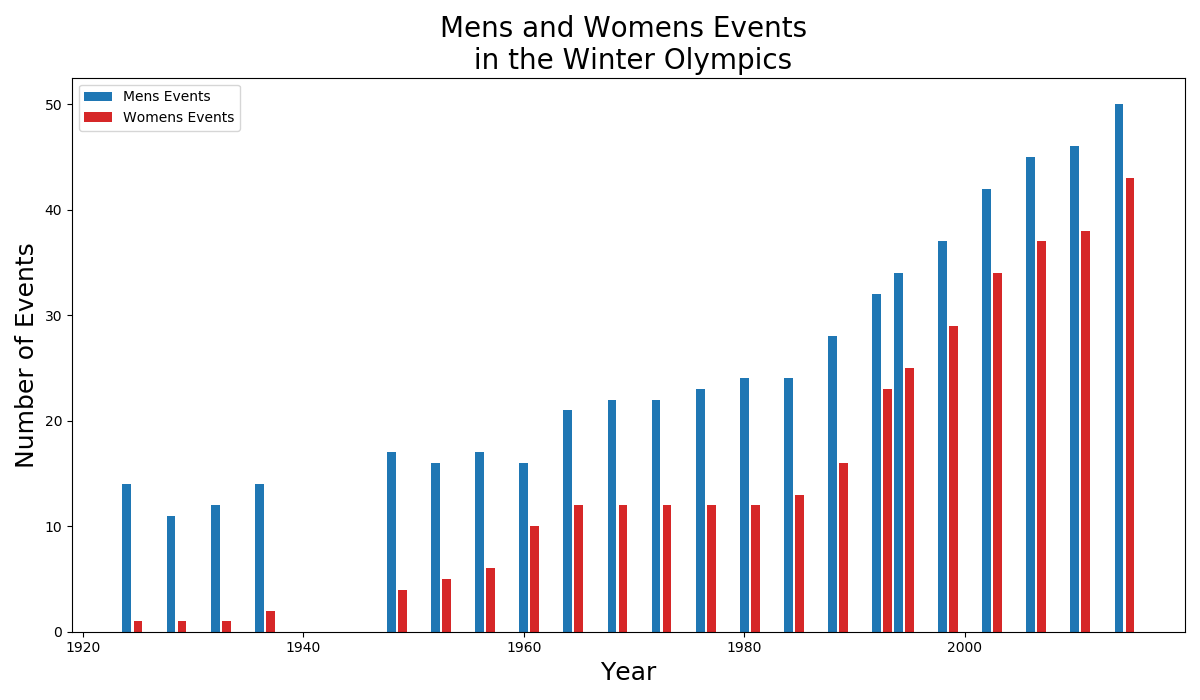 Mens and Womens Events
in the Winter Olympics
Mens Events
Womens Events
50
40
30
20
10
0
Number of Events
1920 1940 1960 1980 2000
Year